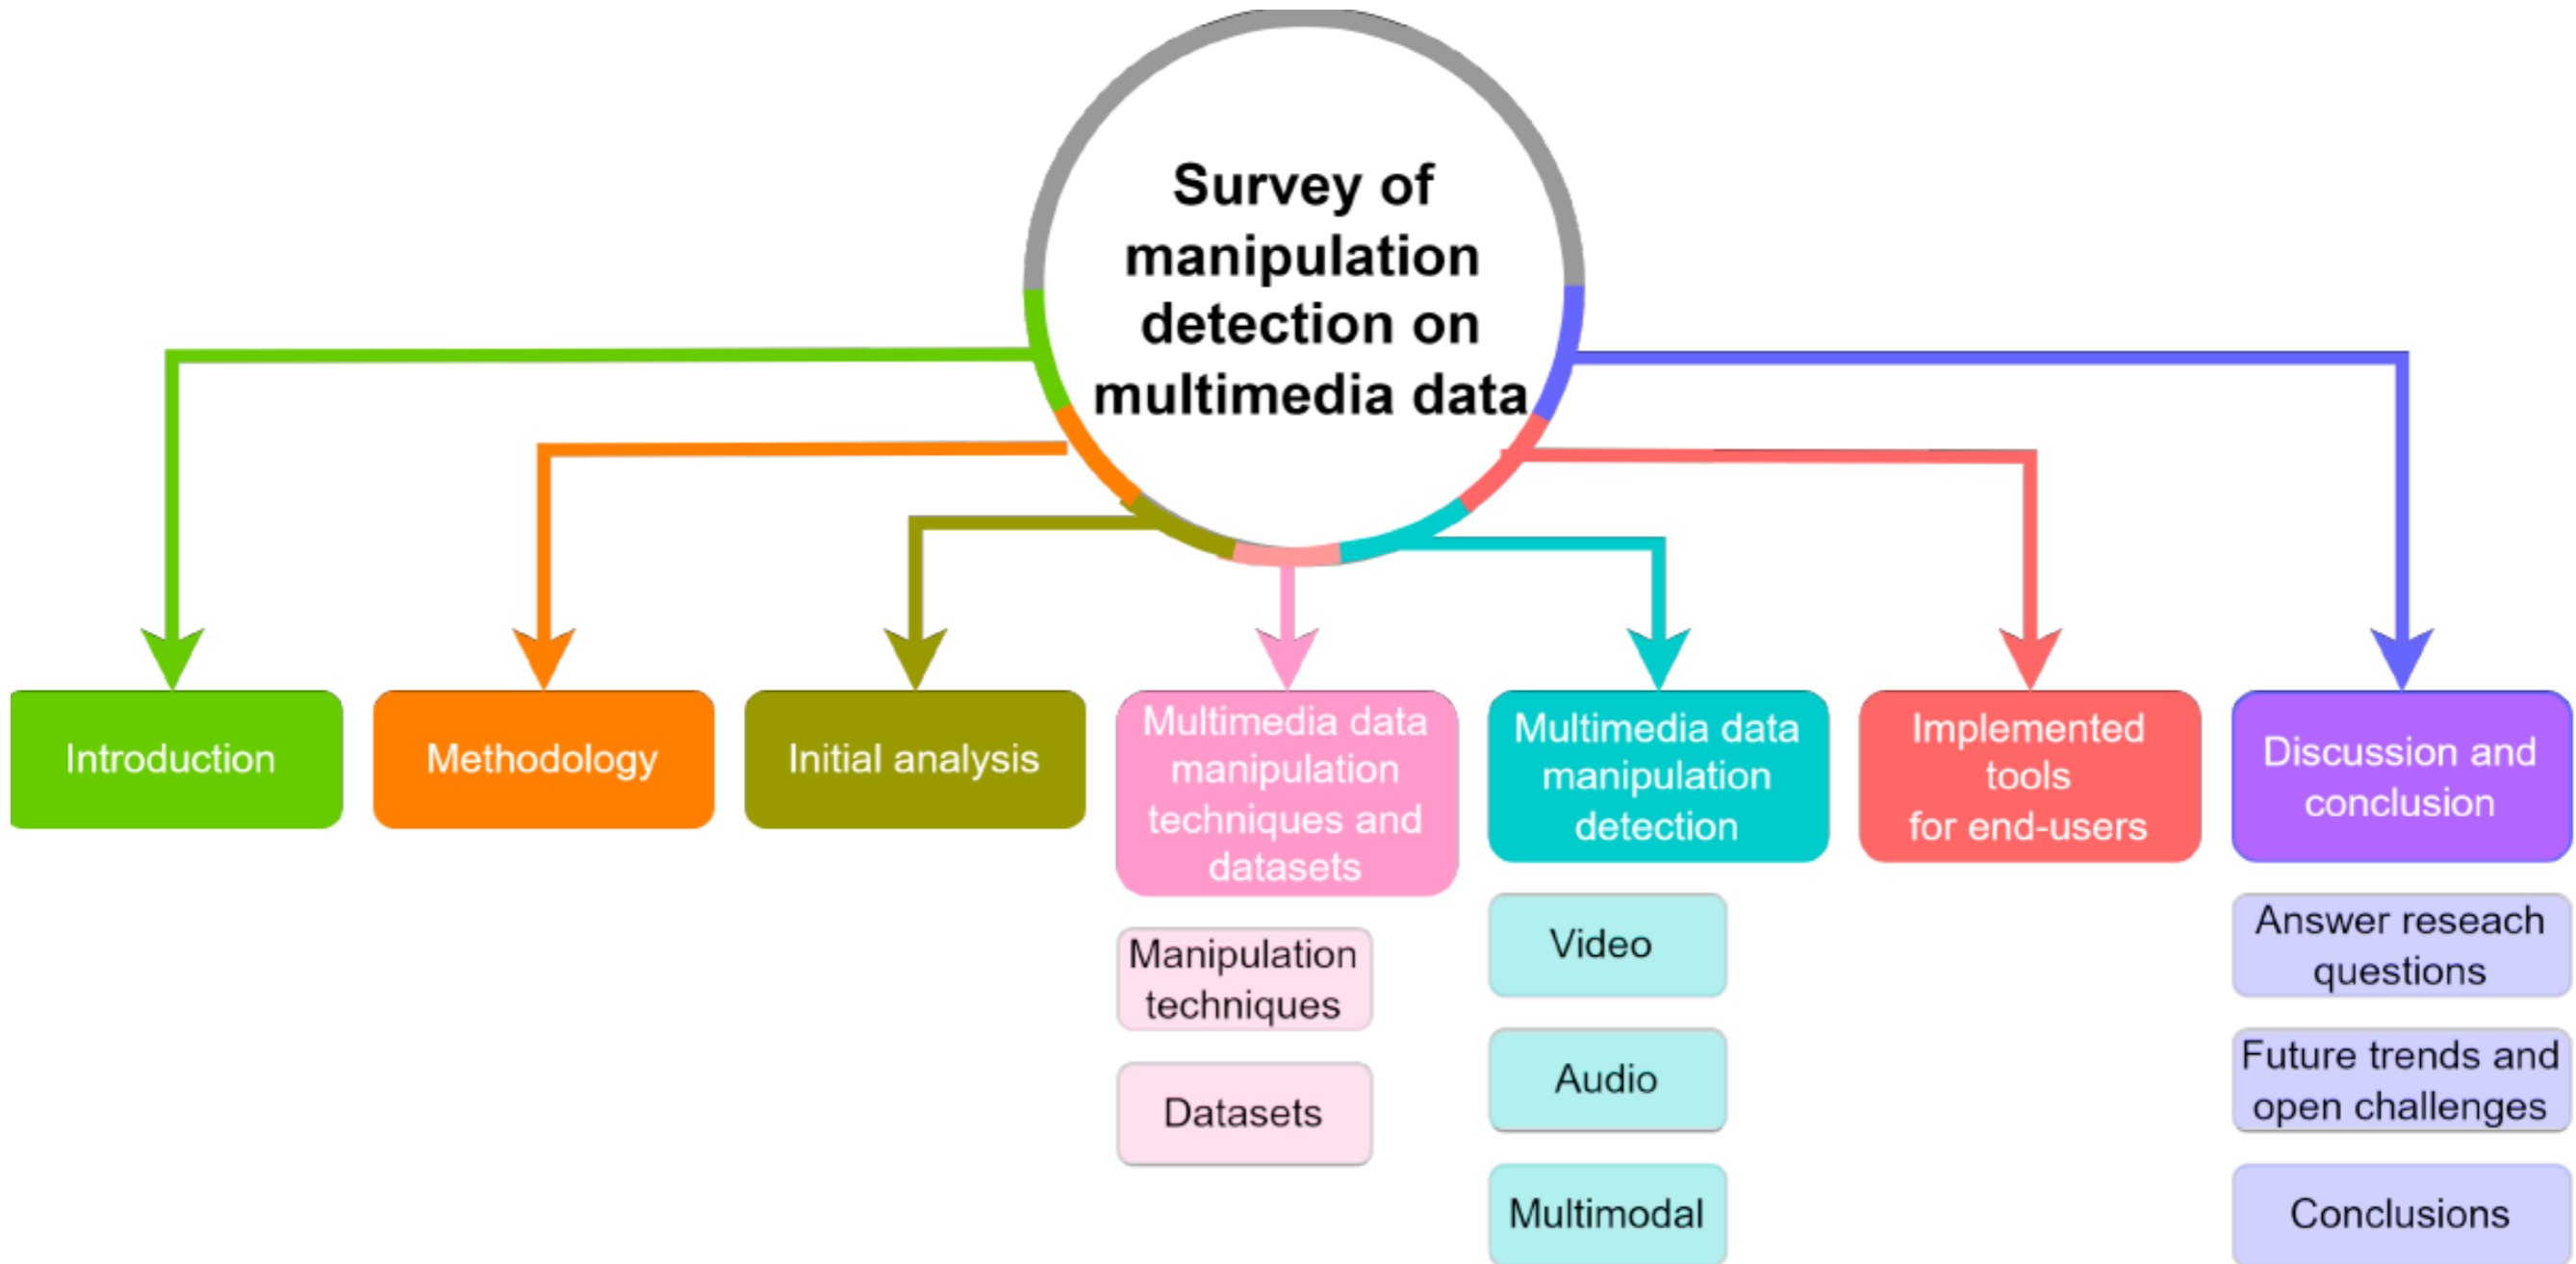 Survey of
manipulation
detection on
multimedia data
Introduction
Methodology
Initial analysis
Multimedia data
manipulation
techniques and
datasets
Manipulation
techniques
Datasets
Multimedia data
manipulation
detection
Video
Audio
Multimodal
Implemented
tools
for end-users
Discussion and
conclusion
Answer reseach
questions
Future trends and
open challenges
Conclusions